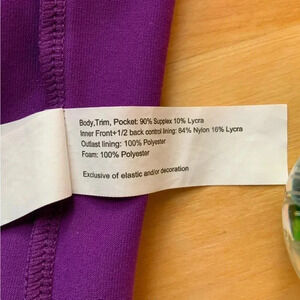 Body,Trim, Pocket: 90% Supplex 10% Lycra
Inner Front+1/2 back control lining: 84% Nylon 16% Lycra
Outlast lining: 100% Polyester
Foam: 100% Polyester
Exclusive of elastic and/or decoration